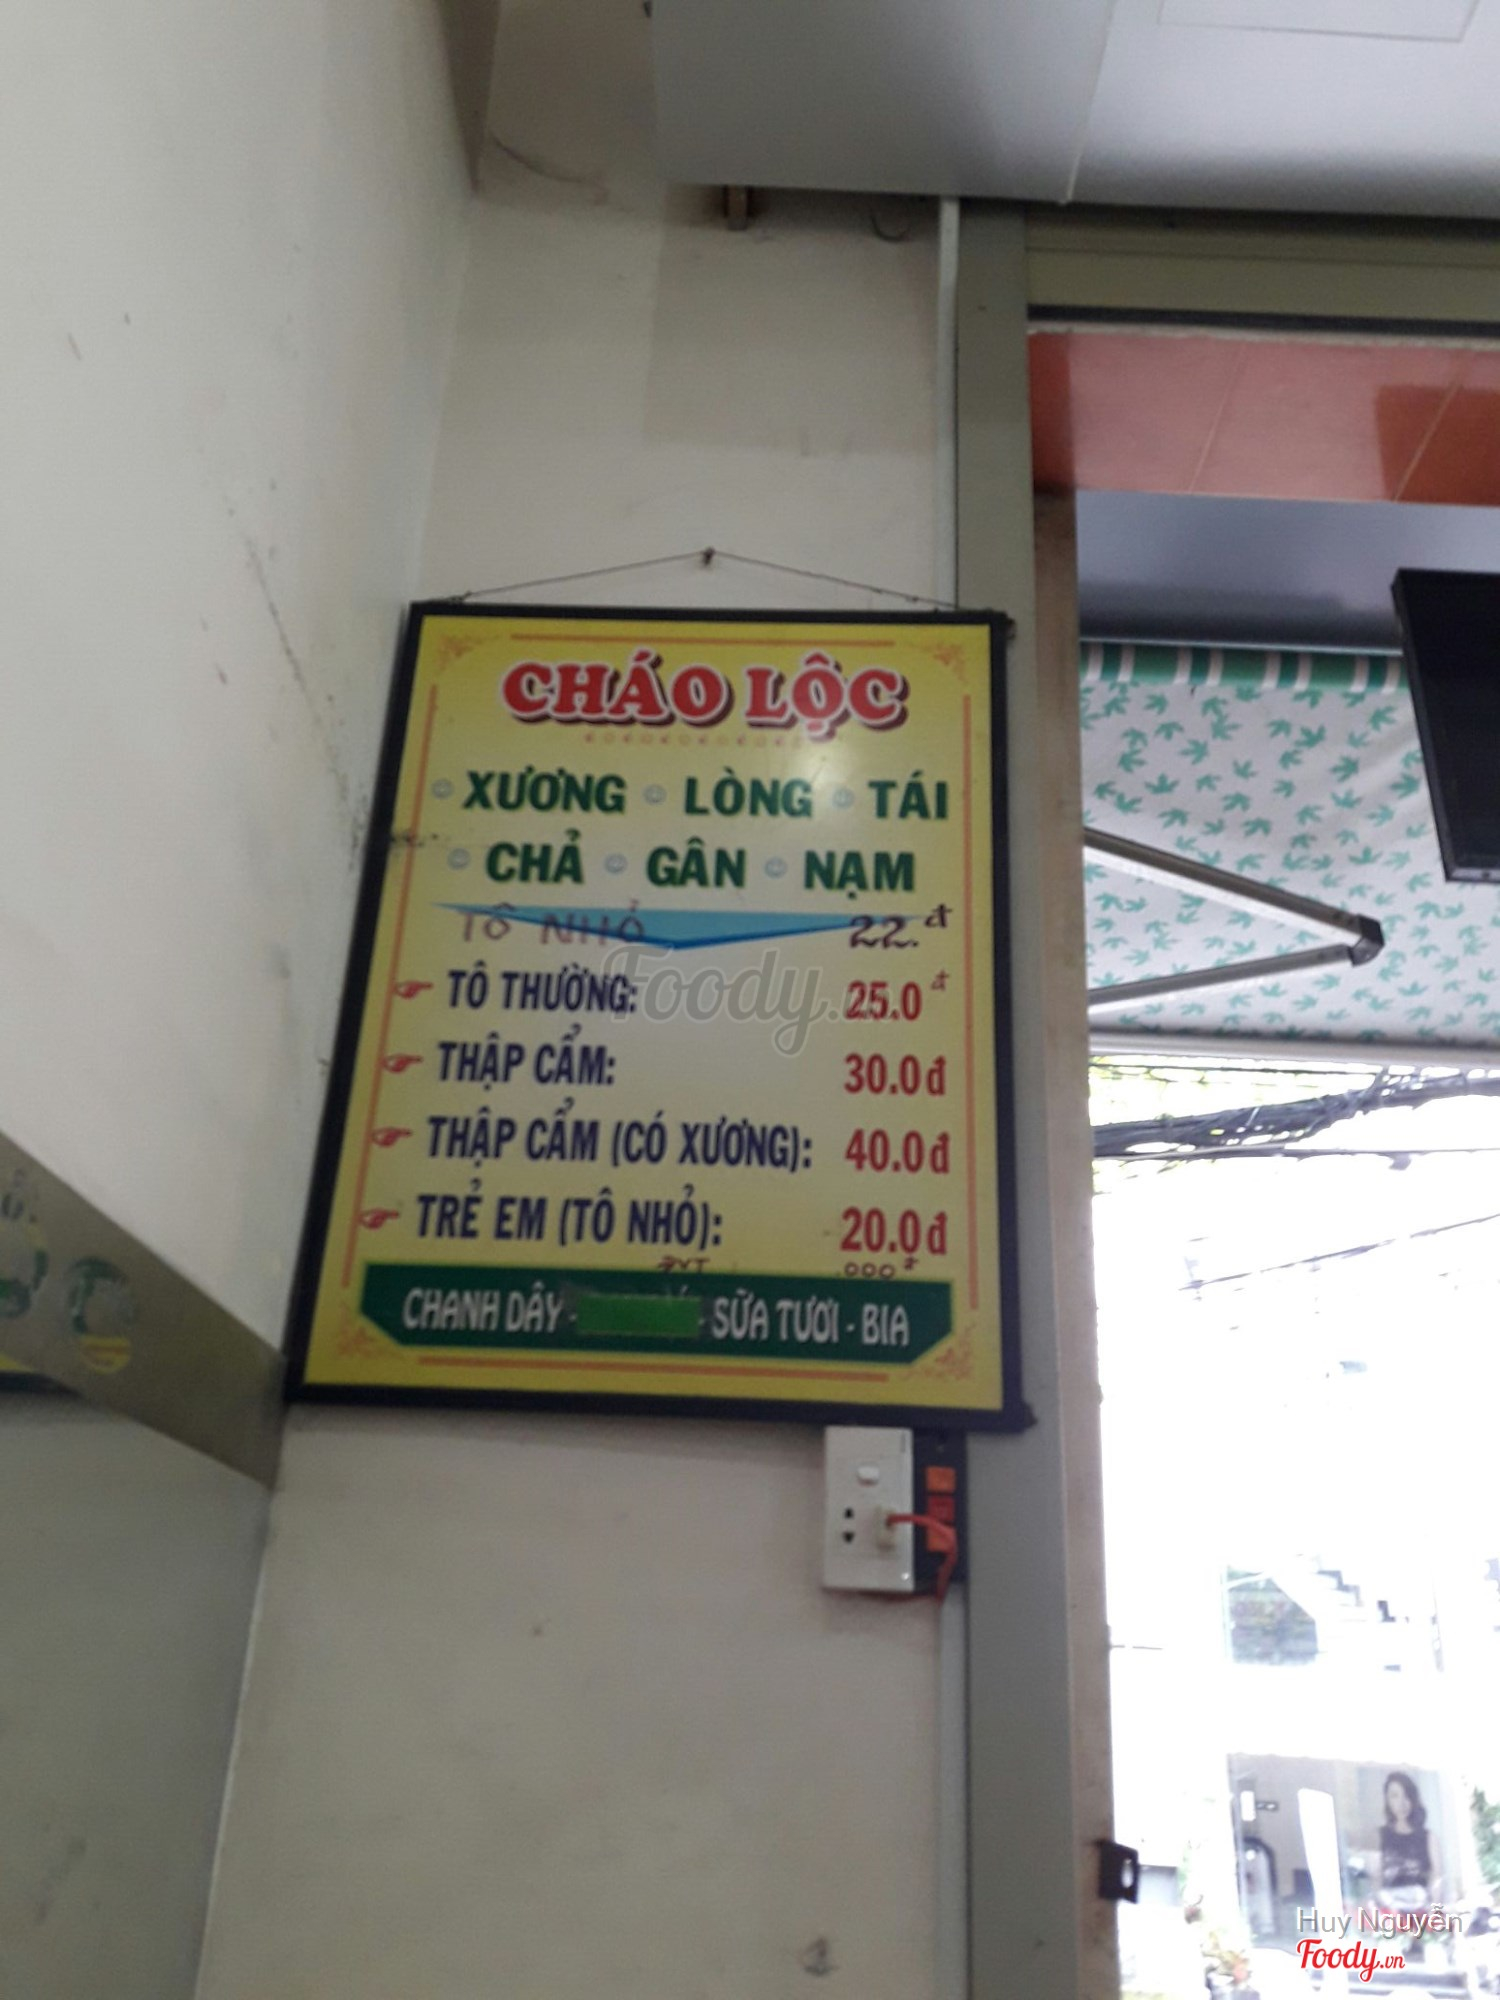 CHÁO LỘC
XƯƠNG LÒNG TÁI
CHẢ GÂN NẠM
TÔ NHỎ 22.đ
TÔ THƯỜNG: 25.0đ
THẬP CẨM: 30.0đ
THẬP CẨM (CÓ XƯƠNG): 40.0đ
TRẺ EM (TÔ NHỎ): 20.0đ
CHANH DÂY - - SỮA TƯƠI - BIA
Foody.vn
Huy Nguyễn
Foody.vn